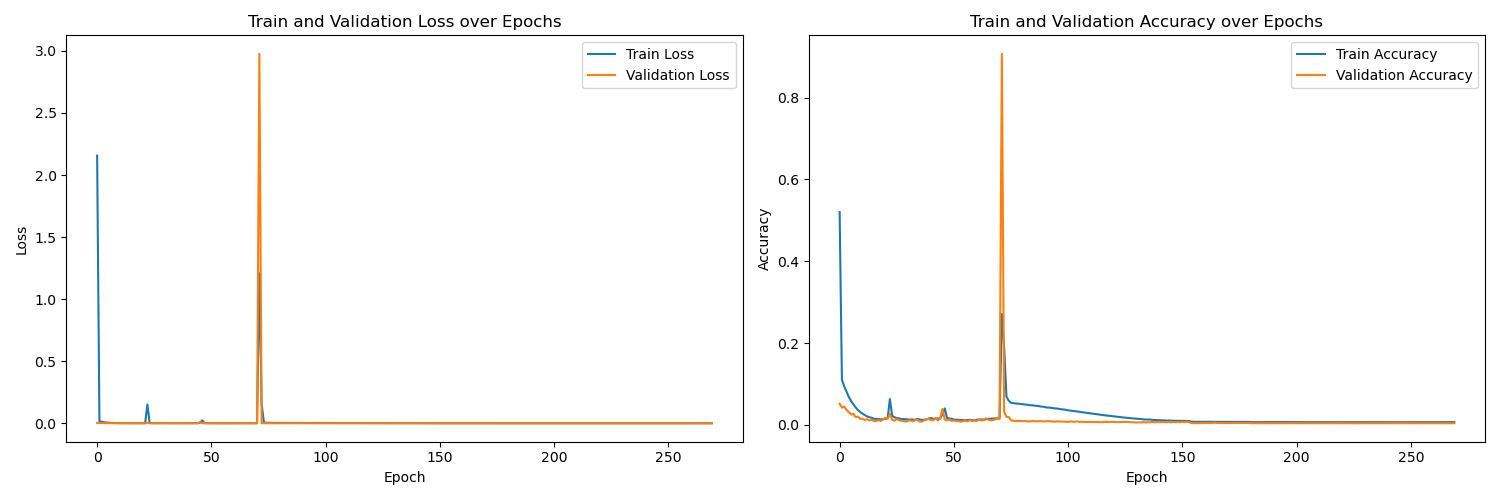 Train and Validation Loss over Epochs
Train Loss
Validation Loss
3.0
2.5
2.0
1.5
1.0
0.5
0.0
Loss
0
50
100
150
200
250
Epoch
Train and Validation Accuracy over Epochs
Train Accuracy
Validation Accuracy
0.8
0.6
0.4
0.2
0.0
Accuracy
0
50
100
150
200
250
Epoch